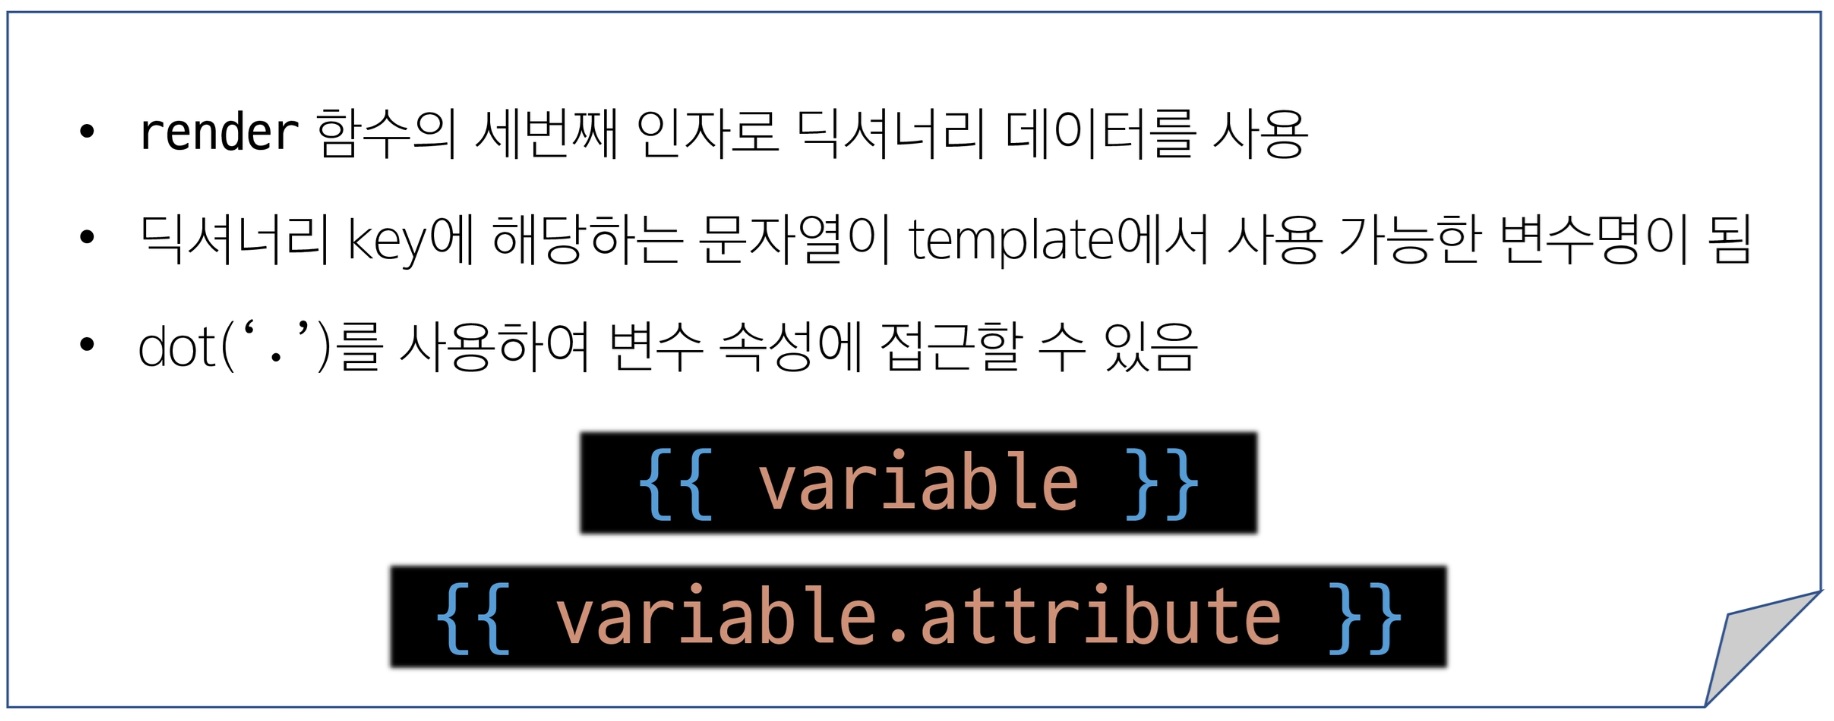 • render 함수의 세번째 인자로 딕셔너리 데이터를 사용
• 딕셔너리 key에 해당하는 문자열이 template에서 사용 가능한 변수명이 됨
• dot(‘.’)를 사용하여 변수 속성에 접근할 수 있음
{{ variable }}
{{ variable.attribute }}